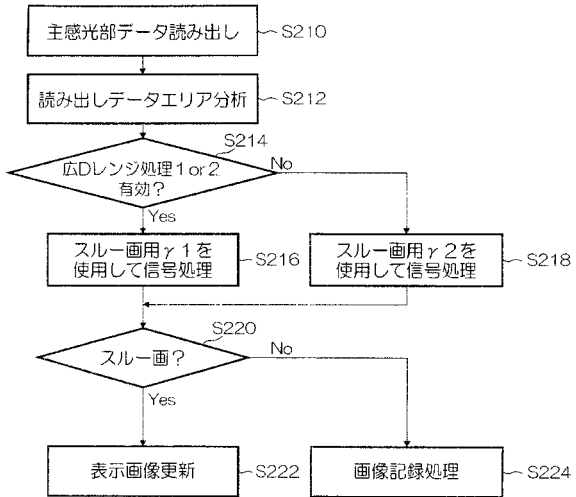 主感光部データ読み出し
S210
読み出しデータエリア分析
S212
S214
広Dレンジ処理1or2
有効?
No
Yes
スルー画用γ1を
使用して信号処理
S216
スルー画用γ2を
使用して信号処理
S218
S220
スルー画?
No
Yes
表示画像更新
S222
画像記録処理
S224